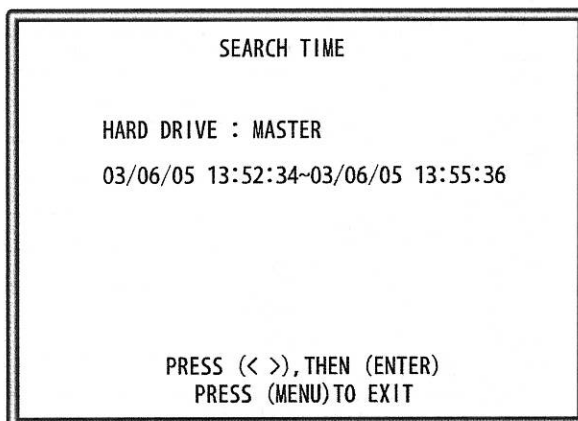 SEARCH TIME
HARD DRIVE : MASTER
03/06/05 13:52:34~03/06/05 13:55:36
PRESS (< >),THEN (ENTER)
PRESS (MENU)TO EXIT